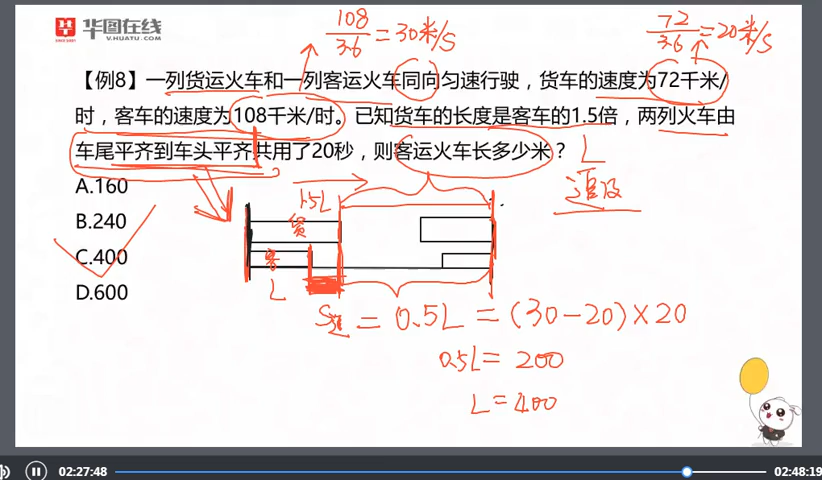 华图在线
V.HUATU.COM
108/3.6 = 30米/S
72/3.6 = 20米/S
【例8】一列货运火车和一列客运火车同向匀速行驶，货车的速度为72千米/
时，客车的速度为108千米/时。已知货车的长度是客车的1.5倍，两列火车由
车尾平齐到车头平齐共用了20秒，则客运火车长多少米？ L
追及
A.160
B.240
C.400
D.600
1.5L
货
客
L
S追 = 0.5L = (30-20)×20
0.5L = 200
L = 400
02:27:48
02:48:19